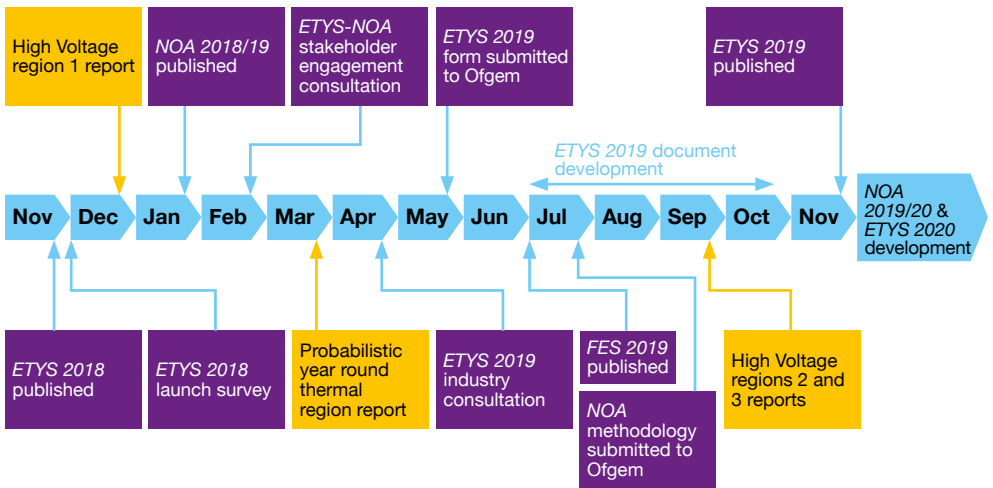 High Voltage
region 1 report
NOA 2018/19
published
ETYS-NOA
stakeholder
engagement
consultation
ETYS 2019
form submitted
to Ofgem
ETYS 2019
published
ETYS 2019 document
development
Nov
Dec
Jan
Feb
Mar
Apr
May
Jun
Jul
Aug
Sep
Oct
Nov
NOA
2019/20 &
ETYS 2020
development
ETYS 2018
published
ETYS 2018
launch survey
Probabilistic
year round
thermal
region report
ETYS 2019
industry
consultation
FES 2019
published
NOA
methodology
submitted to
Ofgem
High Voltage
regions 2 and
3 reports